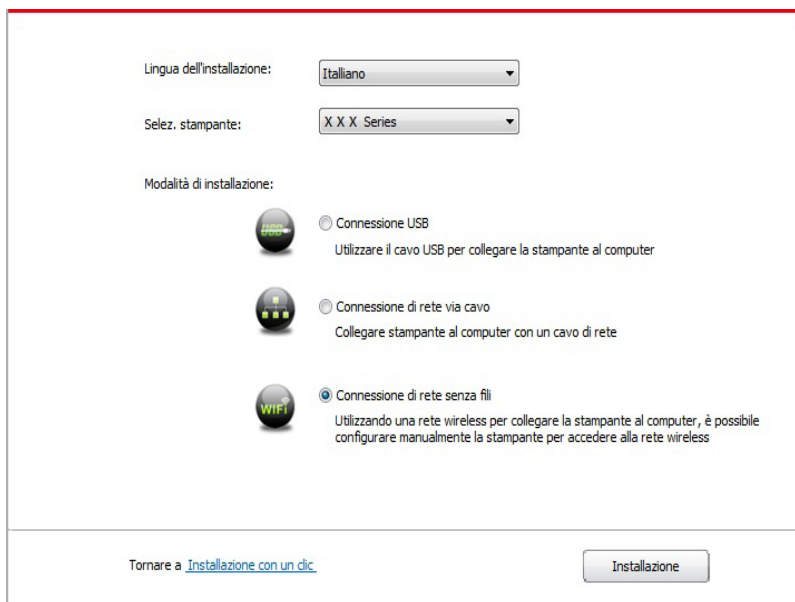 Lingua dell'installazione:
Italliano
Selez. stampante:
X X X Series
Modalità di installazione:
USB
Connessione USB
Utilizzare il cavo USB per collegare la stampante al computer
Connessione di rete via cavo
Collegare stampante al computer con un cavo di rete
WiFi
Connessione di rete senza fili
Utilizzando una rete wireless per collegare la stampante al computer, è possibile
configurare manualmente la stampante per accedere alla rete wireless
Tornare a Installazione con un clic
Installazione